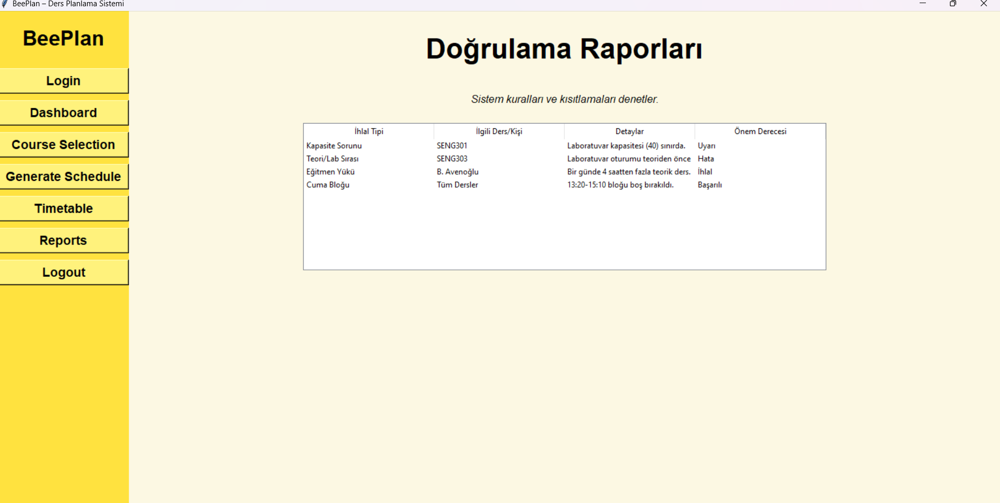 BeePlan – Ders Planlama Sistemi
BeePlan
Login
Dashboard
Course Selection
Generate Schedule
Timetable
Reports
Logout
Doğrulama Raporları
Sistem kuralları ve kısıtlamaları denetler.
İhlal Tipi İlgili Ders/Kişi Detaylar Önem Derecesi
Kapasite Sorunu SENG301 Laboratuvar kapasitesi (40) sınırda. Uyarı
Teori/Lab Sırası SENG303 Laboratuvar oturumu teoriden önce Hata
Eğitmen Yükü B. Avenoğlu Bir günde 4 saatten fazla teorik ders. İhlal
Cuma Bloğu Tüm Dersler 13:20-15:10 bloğu boş bırakıldı. Başarılı